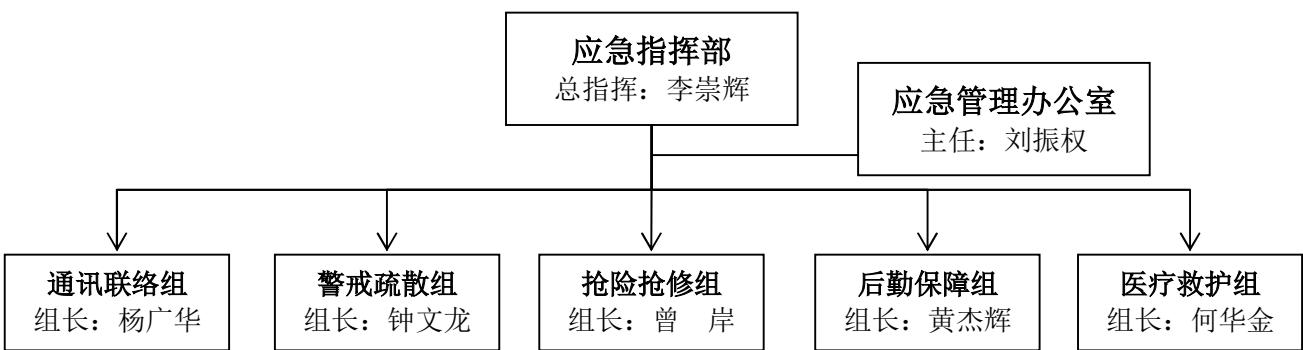 应急指挥部
总指挥：李崇辉
应急管理办公室
主任：刘振权
通讯联络组
组长：杨广华
警戒疏散组
组长：钟文龙
抢险抢修组
组长：曾　岸
后勤保障组
组长：黄杰辉
医疗救护组
组长：何华金